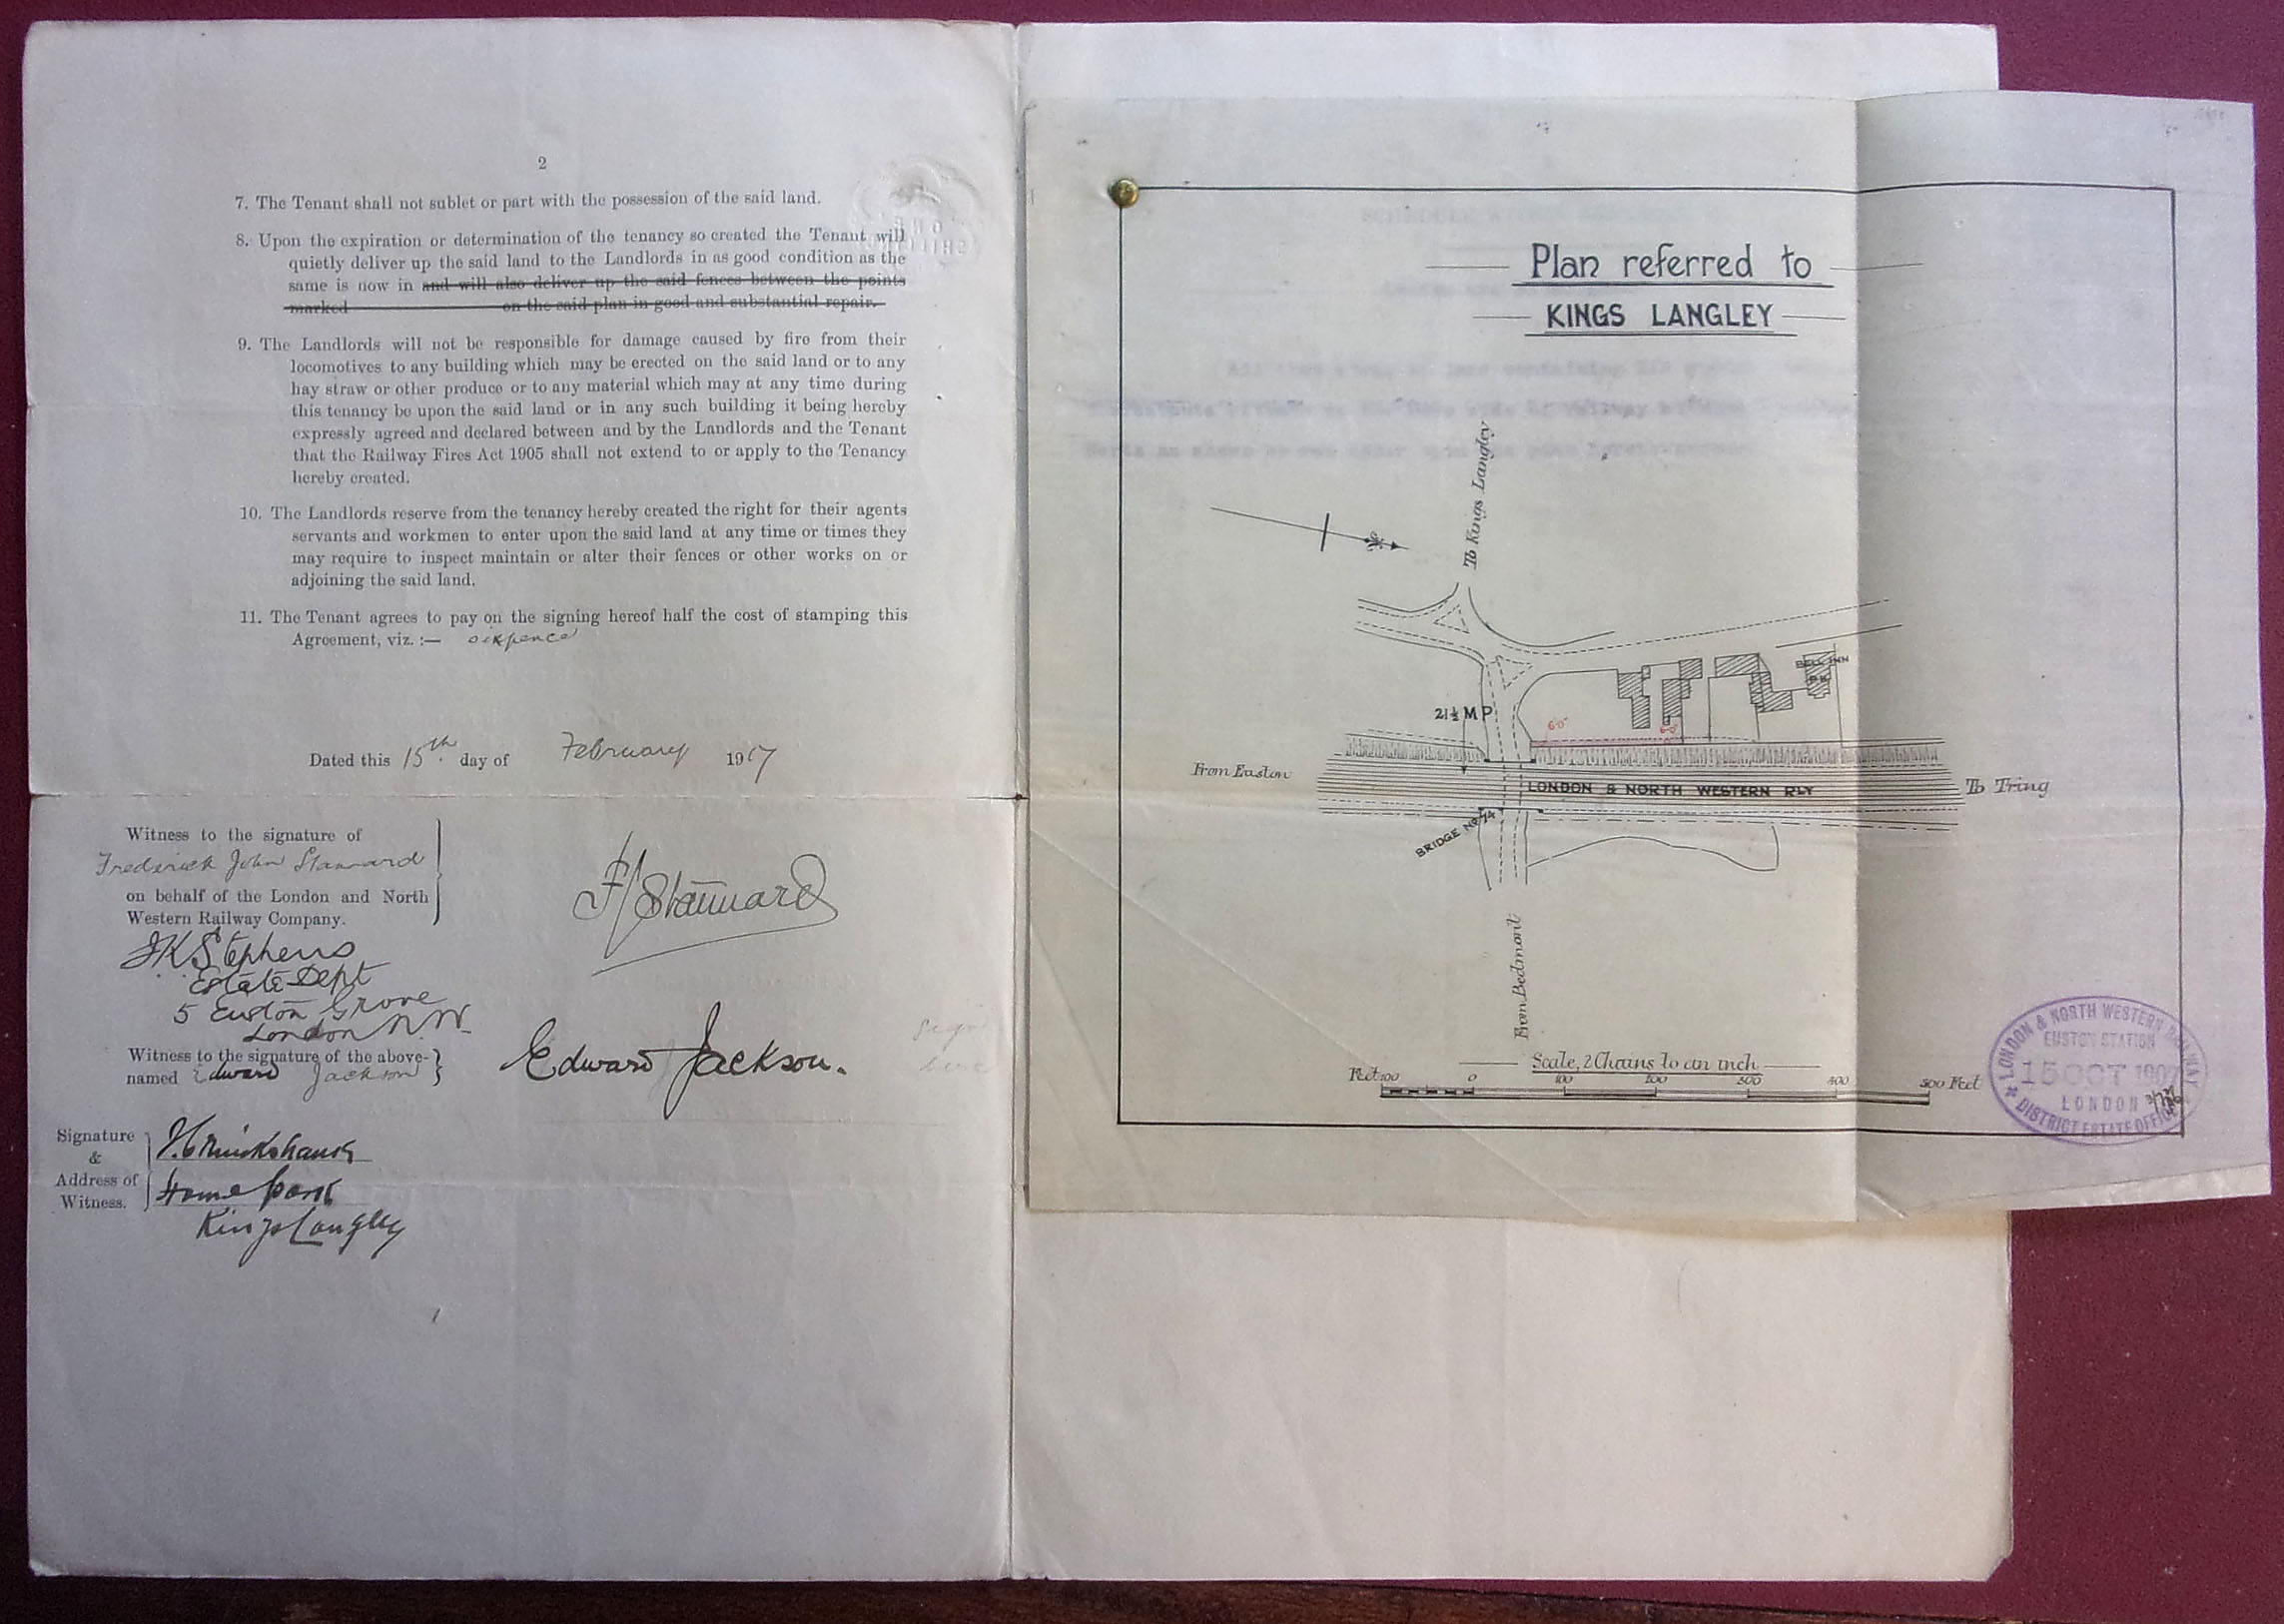 2
7. The Tenant shall not sublet or part with the possession of the said land.
8. Upon the expiration or determination of the tenancy so created the Tenant will
quietly deliver up the said land to the Landlords in as good condition as the
same is now in and will also deliver up the said fences between the points
marked on the said plan in good and substantial repair.
9. The Landlords will not be responsible for damage caused by fire from their
locomotives to any building which may be erected on the said land or to any
hay straw or other produce or to any material which may at any time during
this tenancy be upon the said land or in any such building it being hereby
expressly agreed and declared between and by the Landlords and the Tenant
that the Railway Fires Act 1905 shall not extend to or apply to the Tenancy
hereby created.
10. The Landlords reserve from the tenancy hereby created the right for their agents
servants and workmen to enter upon the said land at any time or times they
may require to inspect maintain or alter their fences or other works on or
adjoining the said land.
11. The Tenant agrees to pay on the signing hereof half the cost of stamping this
Agreement, viz. :— sixpence
Dated this 15th day of February 1917
Witness to the signature of
Frederick John Stannard
on behalf of the London and North
Western Railway Company.
FJStannard
JKStephens
Estate Dept
5 Euston Grove
London N.W.
Witness to the signature of the above-
named Edward Jackson
Edward Jackson.
Signature
&
Address of
Witness.
Home Park
Kings Langley
Plan referred to
KINGS LANGLEY
To Kings Langley
BELL INN
P.H.
21½ M P
6'0"
6'0"
From Euston
LONDON & NORTH WESTERN RLY
To Tring
BRIDGE No 74
From Bedmont
Scale, 2 Chains to an inch
Feet 100 0 100 200 300 400 500 Feet
LONDON & NORTH WESTERN RAILWAY
EUSTON STATION
15 OCT 1907
LONDON
DISTRICT ESTATE OFFICE